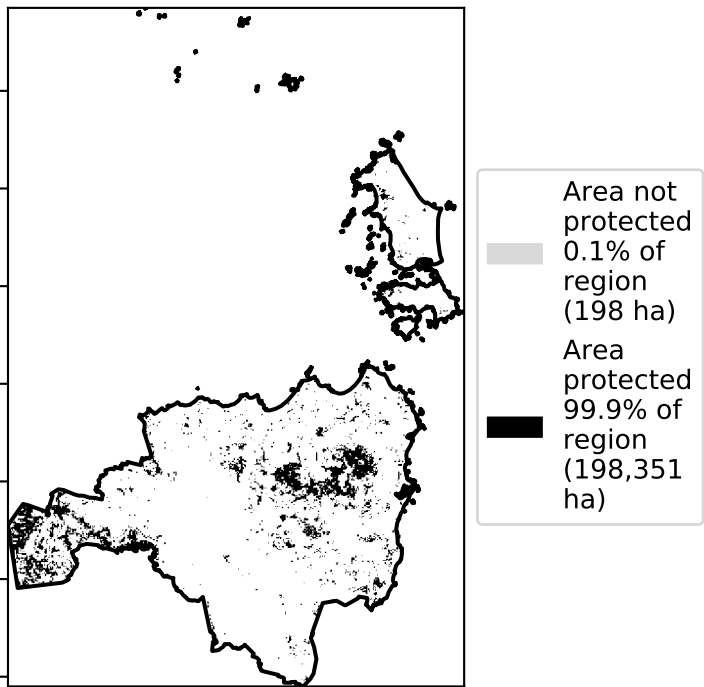 Area not
protected
0.1% of
region
(198 ha)
Area
protected
99.9% of
region
(198,351
ha)